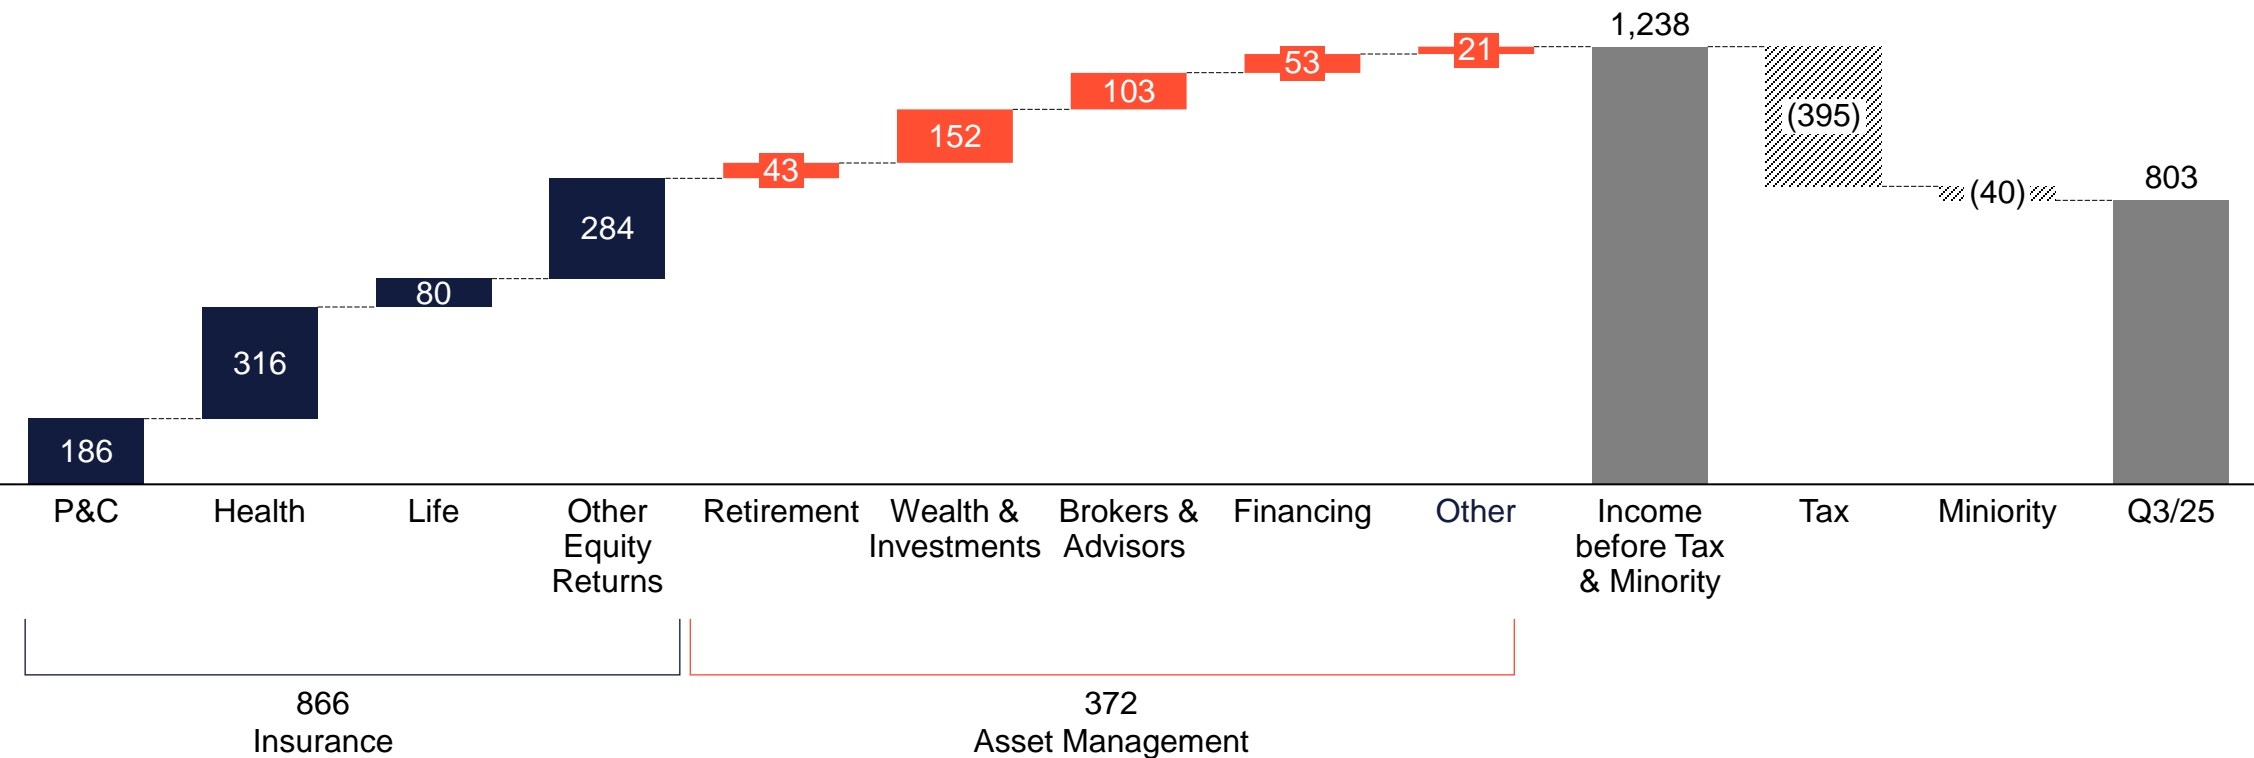 1,238
21
53
103
(395)
152
43
803
(40)
284
80
316
186
P&C
Health
Life
Other
Equity
Returns
Retirement
Wealth &
Investments
Brokers &
Advisors
Financing
Other
Income
before Tax
& Minority
Tax
Miniority
Q3/25
866
Insurance
372
Asset Management